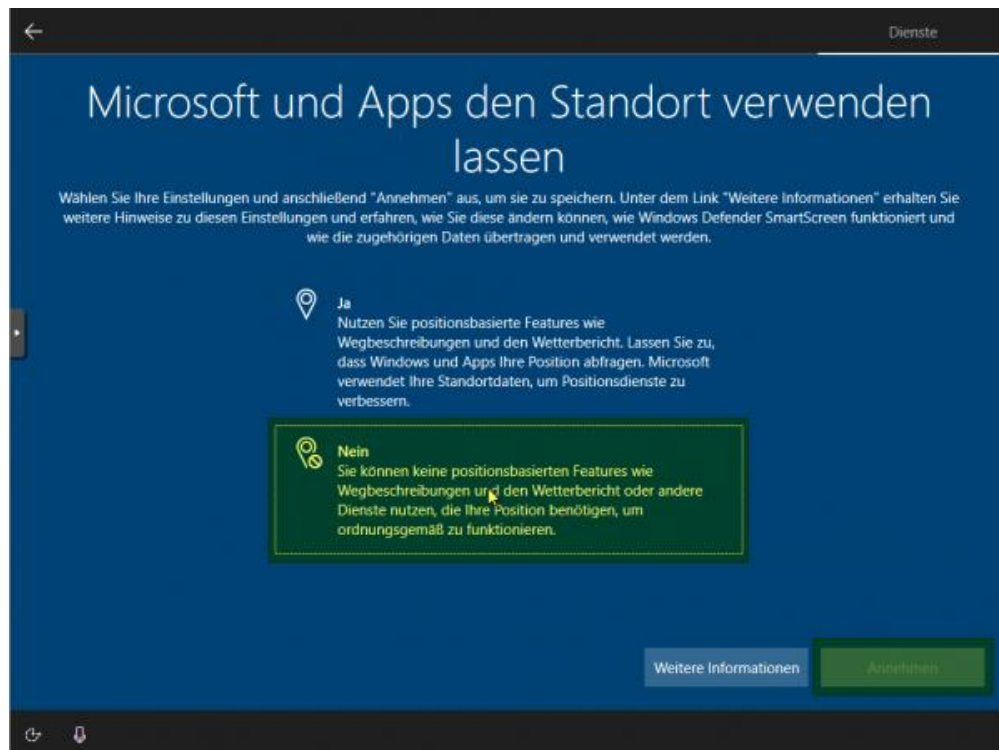 Dienste
Microsoft und Apps den Standort verwenden
lassen
Wählen Sie Ihre Einstellungen und anschließend "Annehmen" aus, um sie zu speichern. Unter dem Link "Weitere Informationen" erhalten Sie
weitere Hinweise zu diesen Einstellungen und erfahren, wie Sie diese ändern können, wie Windows Defender SmartScreen funktioniert und
wie die zugehörigen Daten übertragen und verwendet werden.
Ja
Nutzen Sie positionsbasierte Features wie
Wegbeschreibungen und den Wetterbericht. Lassen Sie zu,
dass Windows und Apps Ihre Position abfragen. Microsoft
verwendet Ihre Standortdaten, um Positionsdienste zu
verbessern.
Nein
Sie können keine positionsbasierten Features wie
Wegbeschreibungen und den Wetterbericht oder andere
Dienste nutzen, die Ihre Position benötigen, um
ordnungsgemäß zu funktionieren.
Weitere Informationen
Annehmen